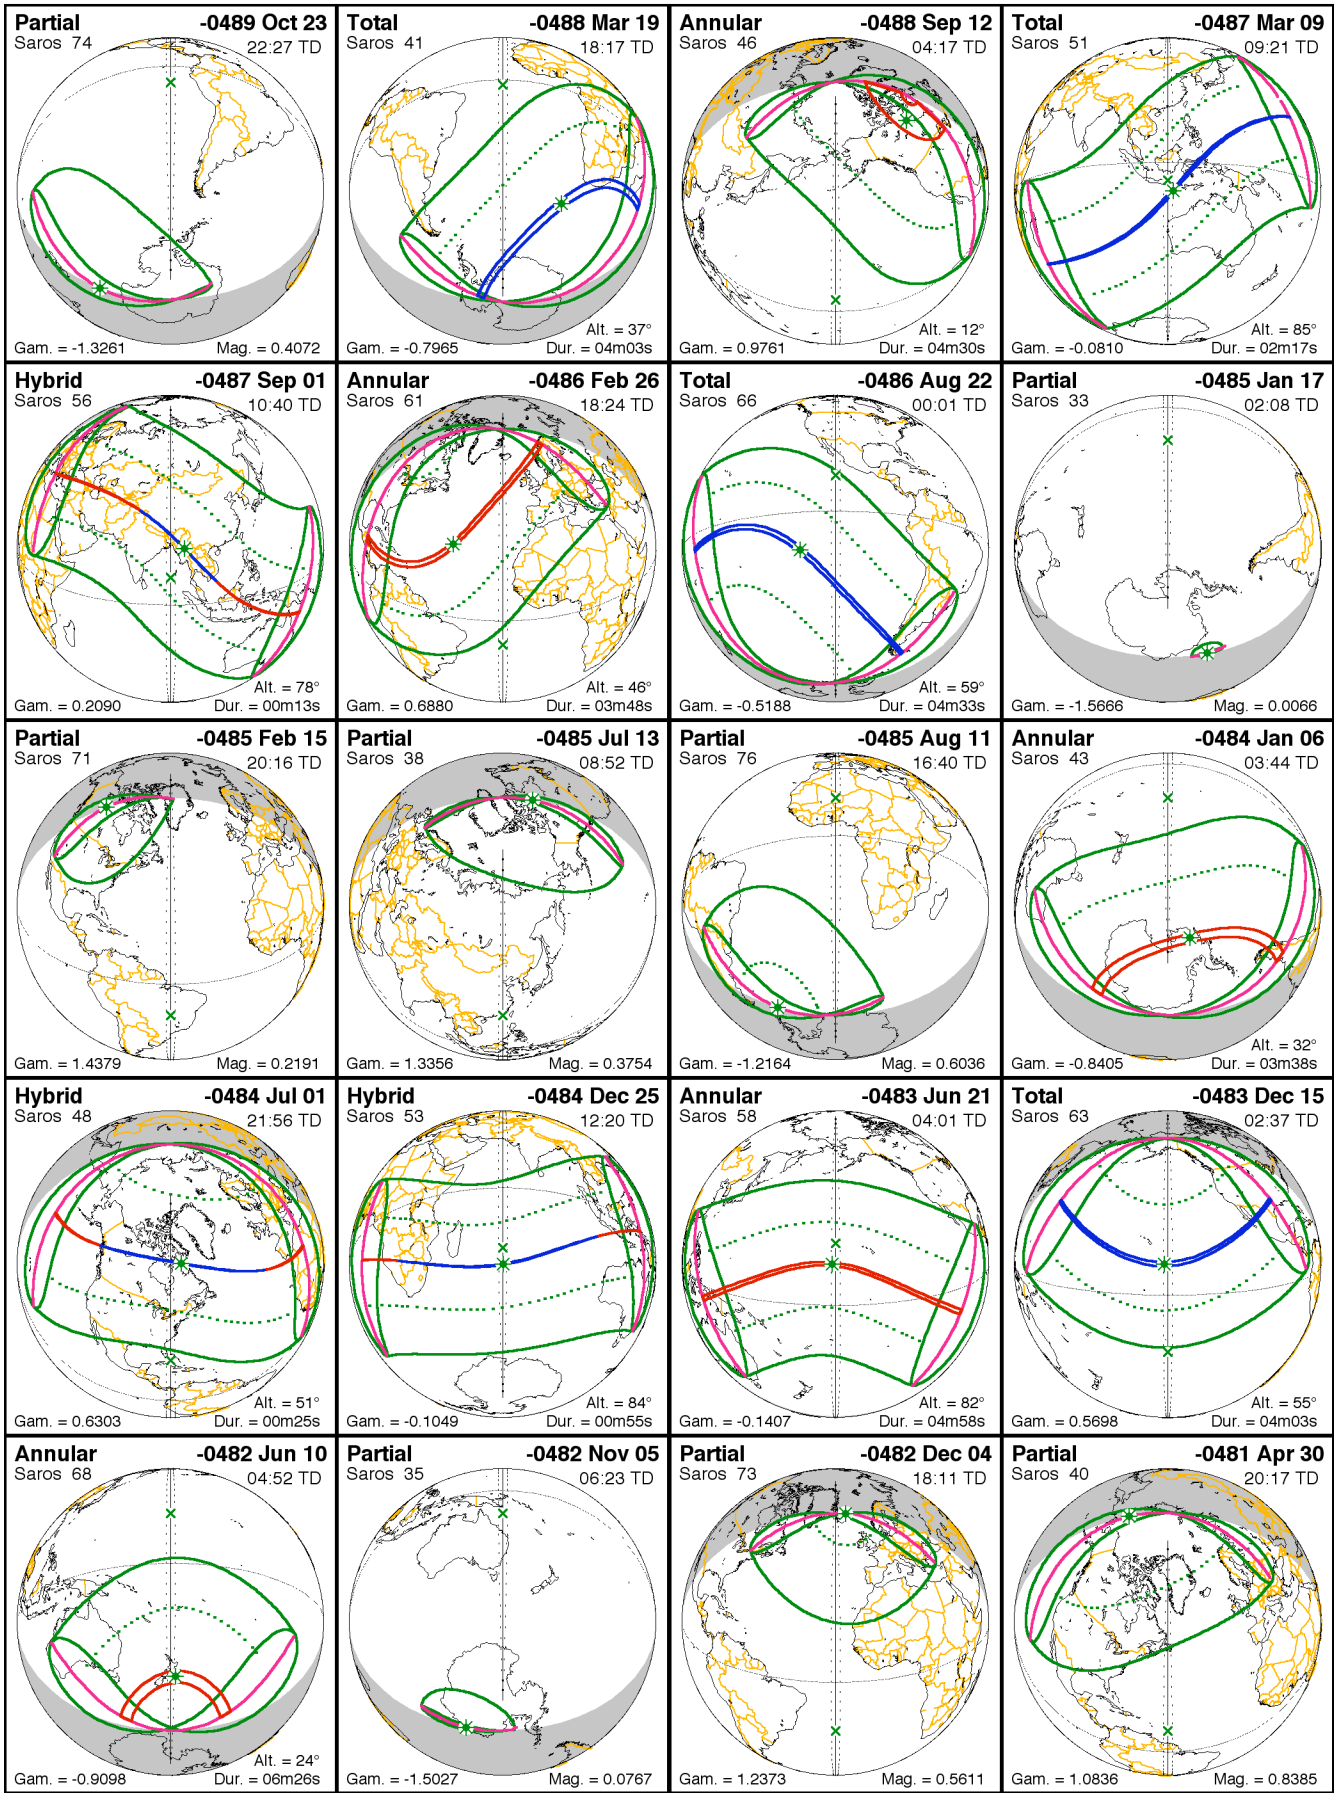 Partial -0489 Oct 23
Saros 74 22:27 TD
Gam. = -1.3261 Mag. = 0.4072
Total -0488 Mar 19
Saros 41 18:17 TD
Alt. = 37°
Gam. = -0.7965 Dur. = 04m03s
Annular -0488 Sep 12
Saros 46 04:17 TD
Alt. = 12°
Gam. = 0.9761 Dur. = 04m30s
Total -0487 Mar 09
Saros 51 09:21 TD
Alt. = 85°
Gam. = -0.0810 Dur. = 02m17s
Hybrid -0487 Sep 01
Saros 56 10:40 TD
Alt. = 78°
Gam. = 0.2090 Dur. = 00m13s
Annular -0486 Feb 26
Saros 61 18:24 TD
Alt. = 46°
Gam. = 0.6880 Dur. = 03m48s
Total -0486 Aug 22
Saros 66 00:01 TD
Alt. = 59°
Gam. = -0.5188 Dur. = 04m33s
Partial -0485 Jan 17
Saros 33 02:08 TD
Gam. = -1.5666 Mag. = 0.0066
Partial -0485 Feb 15
Saros 71 20:16 TD
Gam. = 1.4379 Mag. = 0.2191
Partial -0485 Jul 13
Saros 38 08:52 TD
Gam. = 1.3356 Mag. = 0.3754
Partial -0485 Aug 11
Saros 76 16:40 TD
Gam. = -1.2164 Mag. = 0.6036
Annular -0484 Jan 06
Saros 43 03:44 TD
Alt. = 32°
Gam. = -0.8405 Dur. = 03m38s
Hybrid -0484 Jul 01
Saros 48 21:56 TD
Alt. = 51°
Gam. = 0.6303 Dur. = 00m25s
Hybrid -0484 Dec 25
Saros 53 12:20 TD
Alt. = 84°
Gam. = -0.1049 Dur. = 00m55s
Annular -0483 Jun 21
Saros 58 04:01 TD
Alt. = 82°
Gam. = -0.1407 Dur. = 04m58s
Total -0483 Dec 15
Saros 63 02:37 TD
Alt. = 55°
Gam. = 0.5698 Dur. = 04m03s
Annular -0482 Jun 10
Saros 68 04:52 TD
Alt. = 24°
Gam. = -0.9098 Dur. = 06m26s
Partial -0482 Nov 05
Saros 35 06:23 TD
Gam. = -1.5027 Mag. = 0.0767
Partial -0482 Dec 04
Saros 73 18:11 TD
Gam. = 1.2373 Mag. = 0.5611
Partial -0481 Apr 30
Saros 40 20:17 TD
Gam. = 1.0836 Mag. = 0.8385